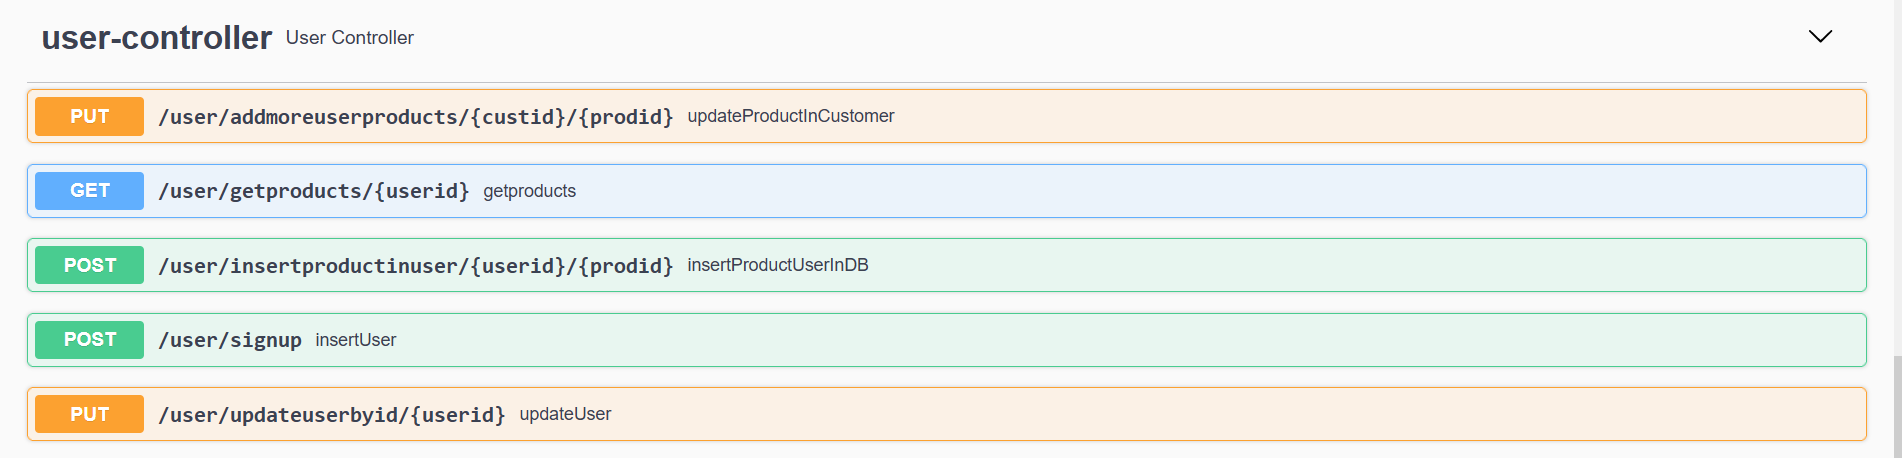 user-controller User Controller
PUT /user/addmoreuserproducts/{custid}/{prodid} updateProductInCustomer
GET /user/getproducts/{userid} getproducts
POST /user/insertproductinuser/{userid}/{prodid} insertProductUserInDB
POST /user/signup insertUser
PUT /user/updateuserbyid/{userid} updateUser